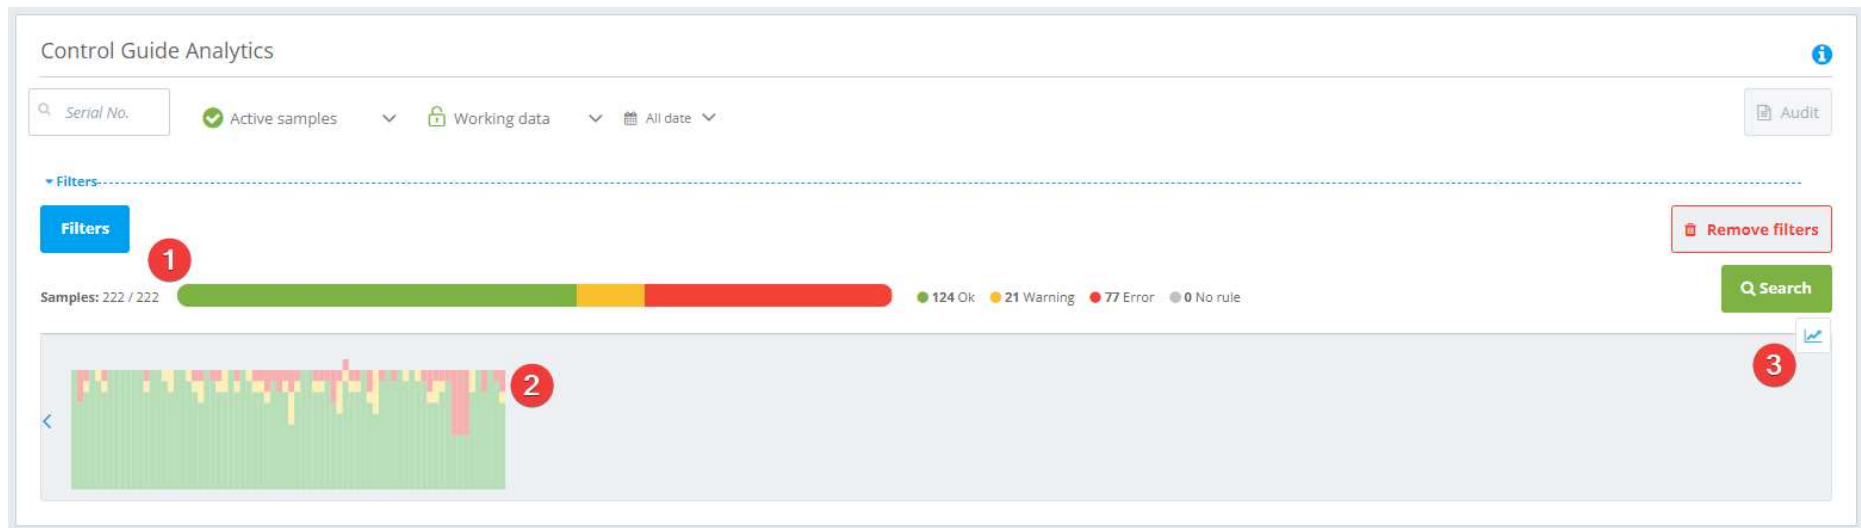 Control Guide Analytics
Serial No.
Active samples
Working data
All date
Audit
Filters
Filters
Remove filters
1
Samples: 222 / 222
124 Ok 21 Warning 77 Error 0 No rule
Search
2
3